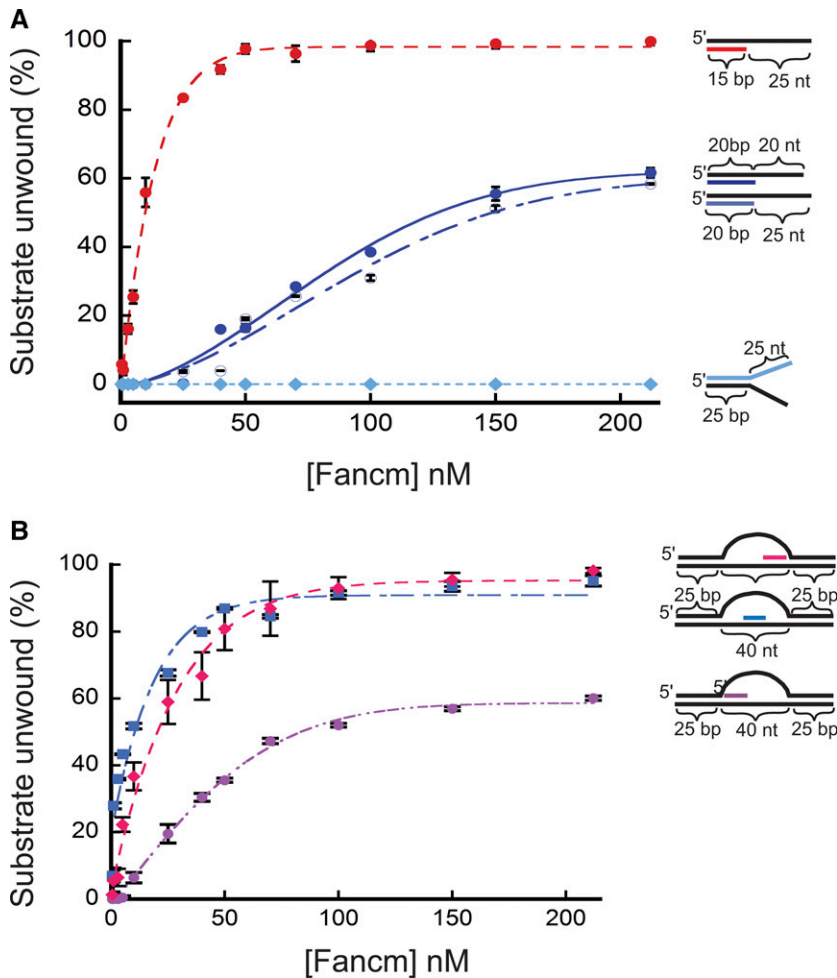 A
Substrate unwound (%)
100
80
60
40
20
0
0 50 100 150 200
[Fancm] nM
5'
15 bp 25 nt
20bp 20 nt
5'
5'
20 bp 25 nt
25 nt
5'
25 bp
B
Substrate unwound (%)
100
80
60
40
20
0
0 50 100 150 200
[Fancm] nM
5'
25 bp 25 bp
5'
40 nt
5' 5'
25 bp 40 nt 25 bp